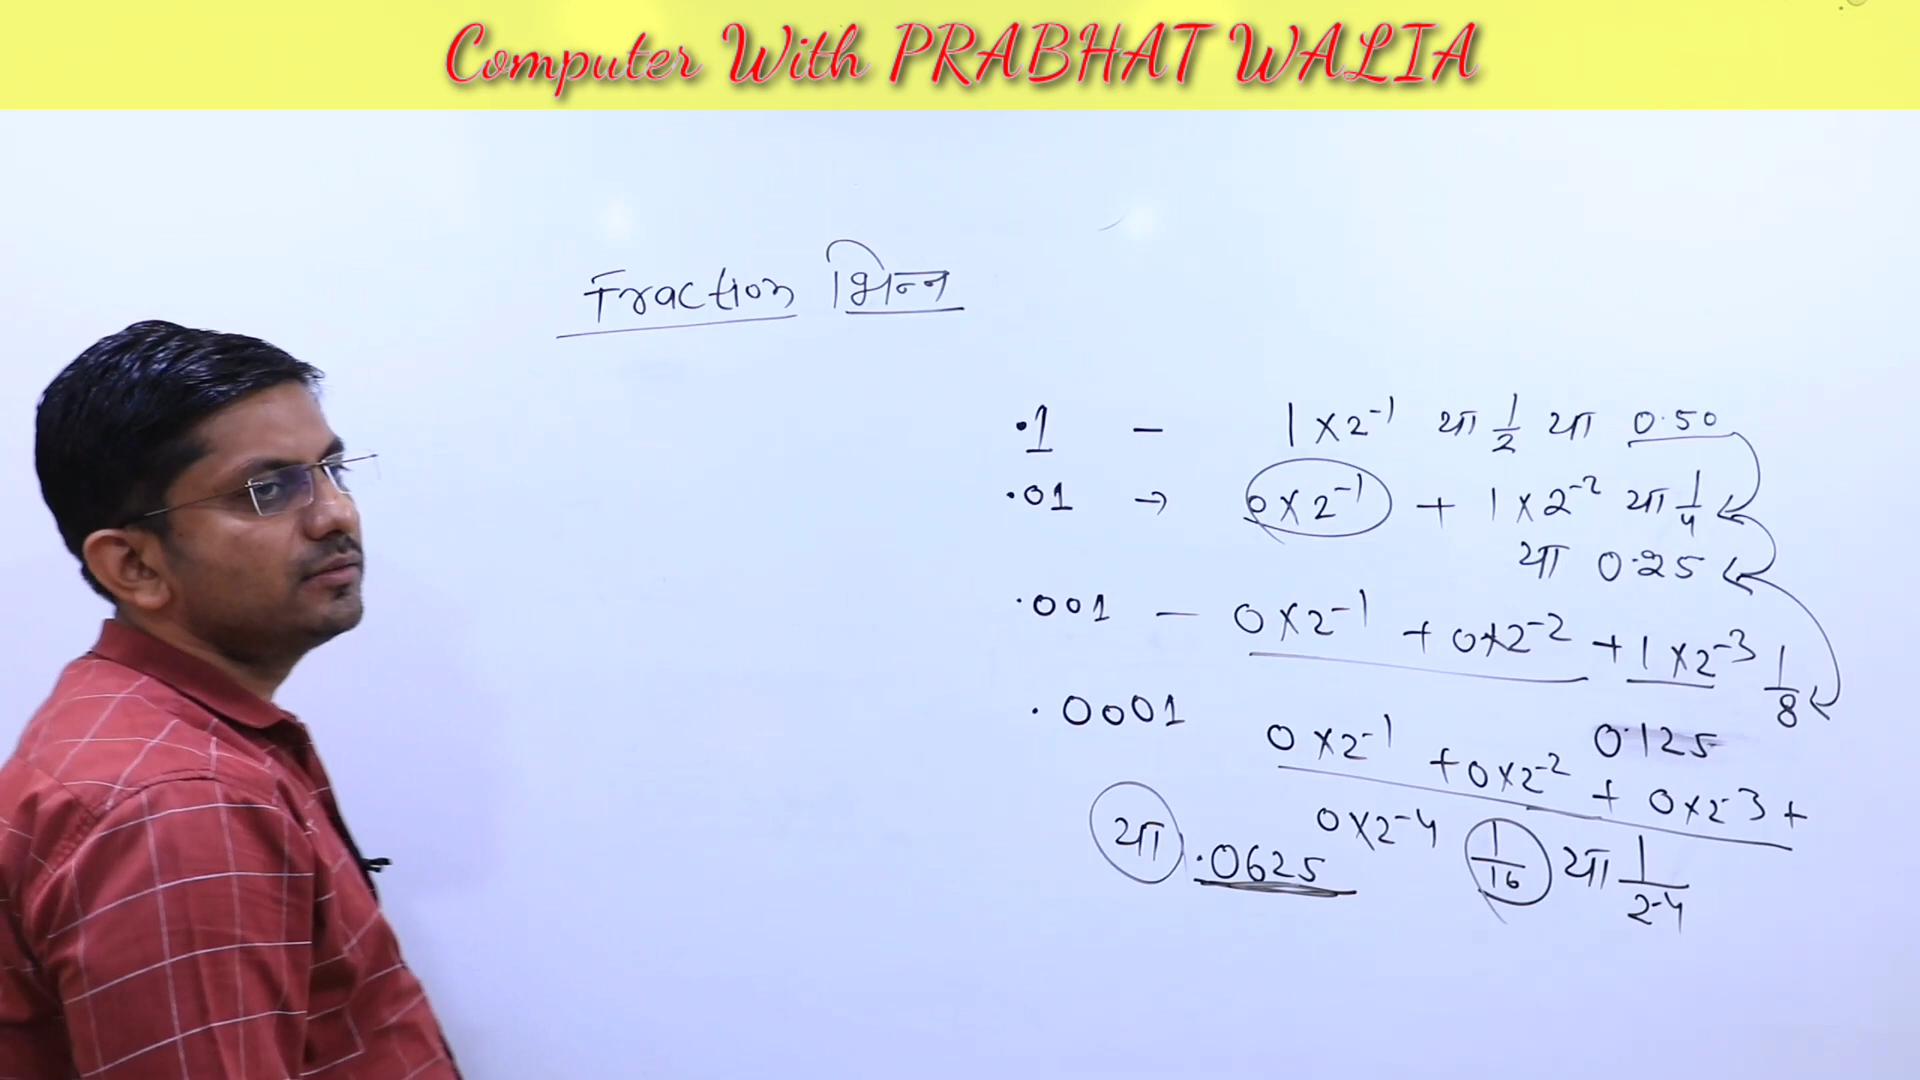 Computer With PRABHAT WALIA
Fraction भिन्न
.1 - 1 x 2⁻¹ या 1/2 या 0.50
.01 → 0 x 2⁻¹ + 1 x 2⁻² या 1/4
या 0.25
.001 - 0 x 2⁻¹ + 0 x 2⁻² + 1 x 2⁻³ 1/8
0.125
.0001 0 x 2⁻¹ + 0 x 2⁻² + 0 x 2⁻³ +
0 x 2⁻⁴ 1/16 या 1/2⁻⁴
या .0625